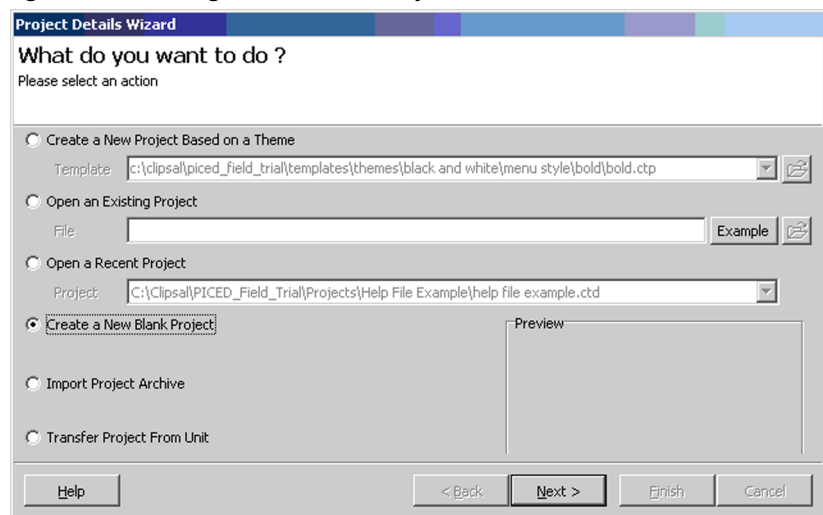 Project Details Wizard
What do you want to do ?
Please select an action
Create a New Project Based on a Theme
Template c:\clipsal\piced_field_trial\templates\themes\black and white\menu style\bold\bold.ctp
Open an Existing Project
File Example
Open a Recent Project
Project C:\Clipsal\PICED_Field_Trial\Projects\Help File Example\help file example.ctd
Create a New Blank Project Preview
Import Project Archive
Transfer Project From Unit
Help < Back Next > Finish Cancel